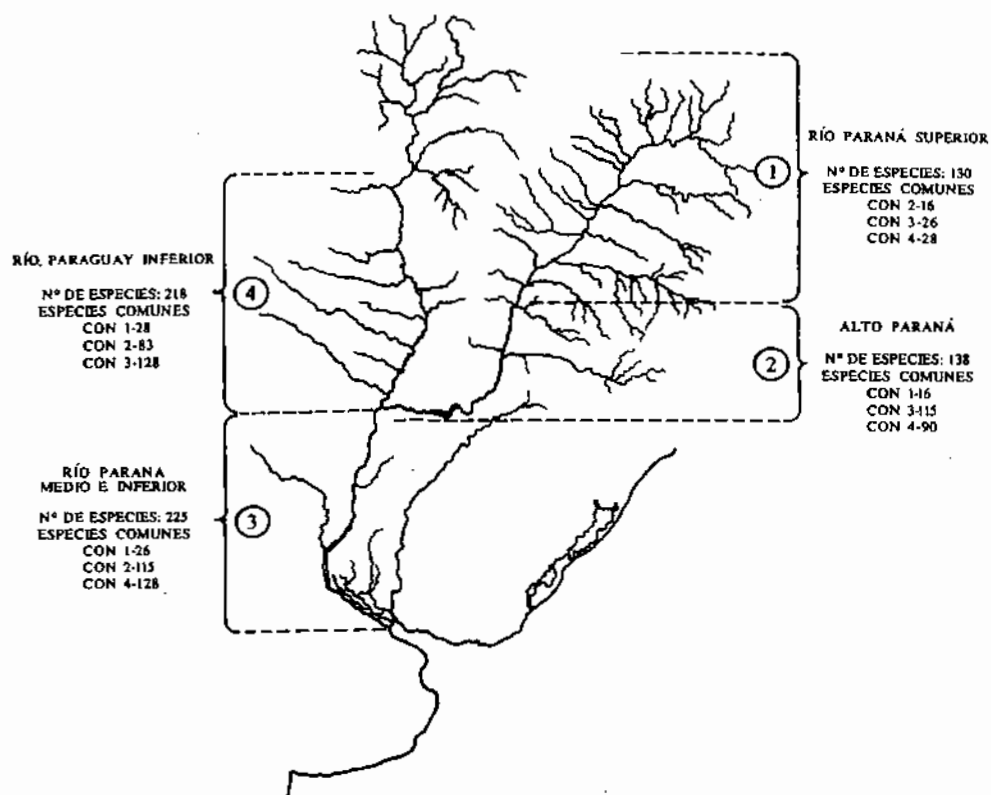 RÍO PARANÁ SUPERIOR
1
Nº DE ESPECIES: 130
ESPECIES COMUNES
CON 2-16
CON 3-26
CON 4-28
RÍO, PARAGUAY INFERIOR
4
Nº DE ESPECIES: 218
ESPECIES COMUNES
CON 1-28
CON 2-83
CON 3-128
ALTO PARANÁ
2
Nº DE ESPECIES: 138
ESPECIES COMUNES
CON 1-16
CON 3-115
CON 4-90
RÍO PARANA
MEDIO E INFERIOR
3
Nº DE ESPECIES: 225
ESPECIES COMUNES
CON 1-26
CON 2-115
CON 4-128